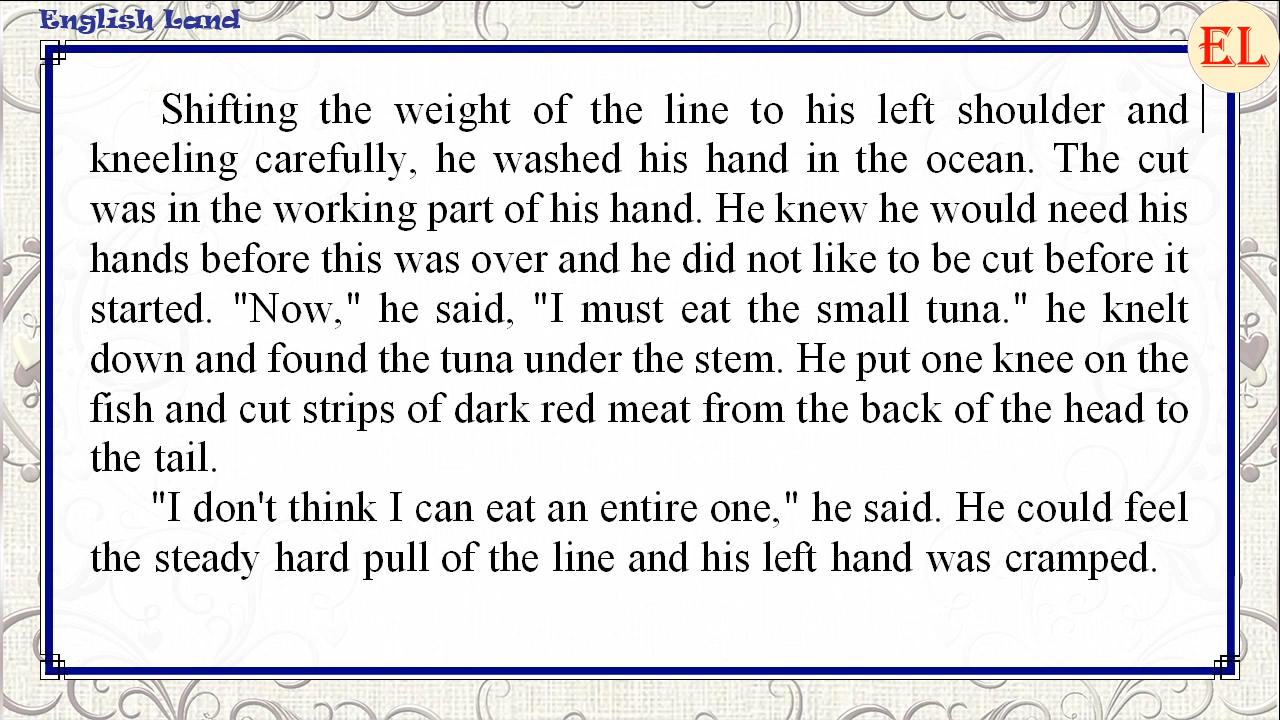 English Land
EL
Shifting the weight of the line to his left shoulder and
kneeling carefully, he washed his hand in the ocean. The cut
was in the working part of his hand. He knew he would need his
hands before this was over and he did not like to be cut before it
started. "Now," he said, "I must eat the small tuna." he knelt
down and found the tuna under the stem. He put one knee on the
fish and cut strips of dark red meat from the back of the head to
the tail.
"I don't think I can eat an entire one," he said. He could feel
the steady hard pull of the line and his left hand was cramped.